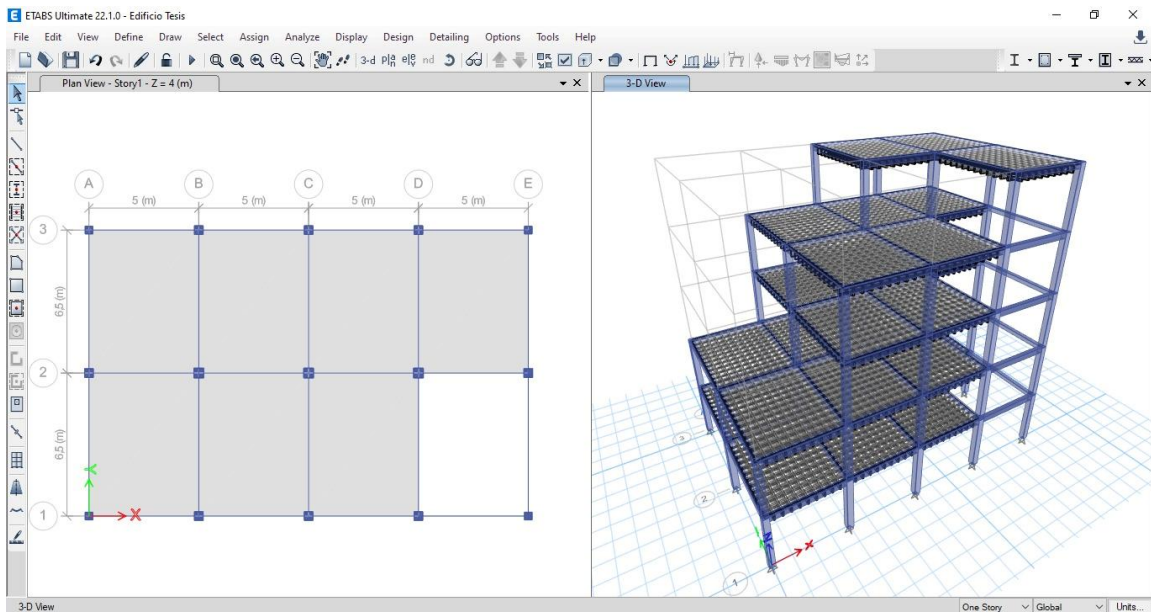 ETABS Ultimate 22.1.0 - Edificio Tesis
File Edit View Define Draw Select Assign Analyze Display Design Detailing Options Tools Help
3-d
nd
Plan View - Story1 - Z = 4 (m)
3-D View
A B C D E
5 (m) 5 (m) 5 (m) 5 (m)
3
6,5 (m)
2
6,5 (m)
1
Y
X
3
2
1
Z
X
3-D View
One Story Global Units...